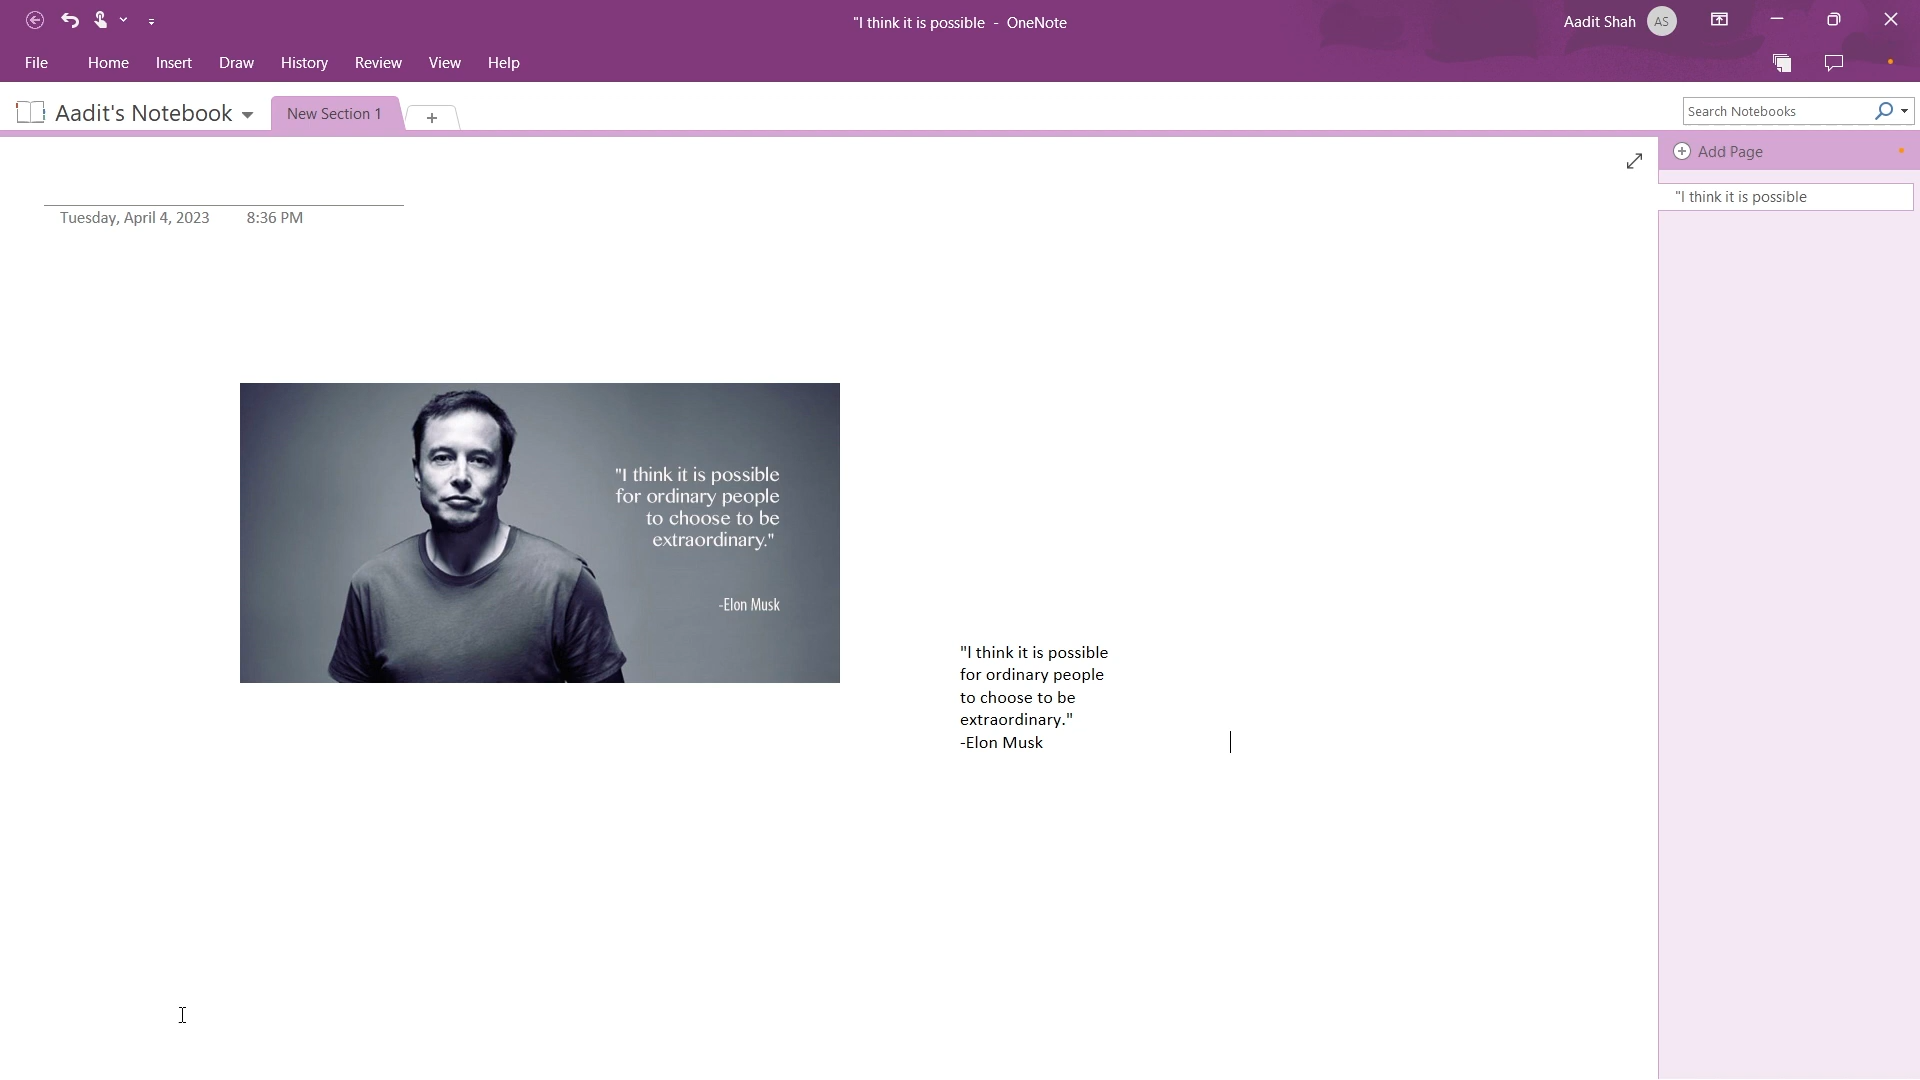 "I think it is possible - OneNote
Aadit Shah AS
File Home Insert Draw History Review View Help
Aadit's Notebook New Section 1 +
Search Notebooks
Add Page
"I think it is possible
Tuesday, April 4, 2023 8:36 PM
"I think it is possible
for ordinary people
to choose to be
extraordinary."
-Elon Musk
"I think it is possible
for ordinary people
to choose to be
extraordinary."
-Elon Musk